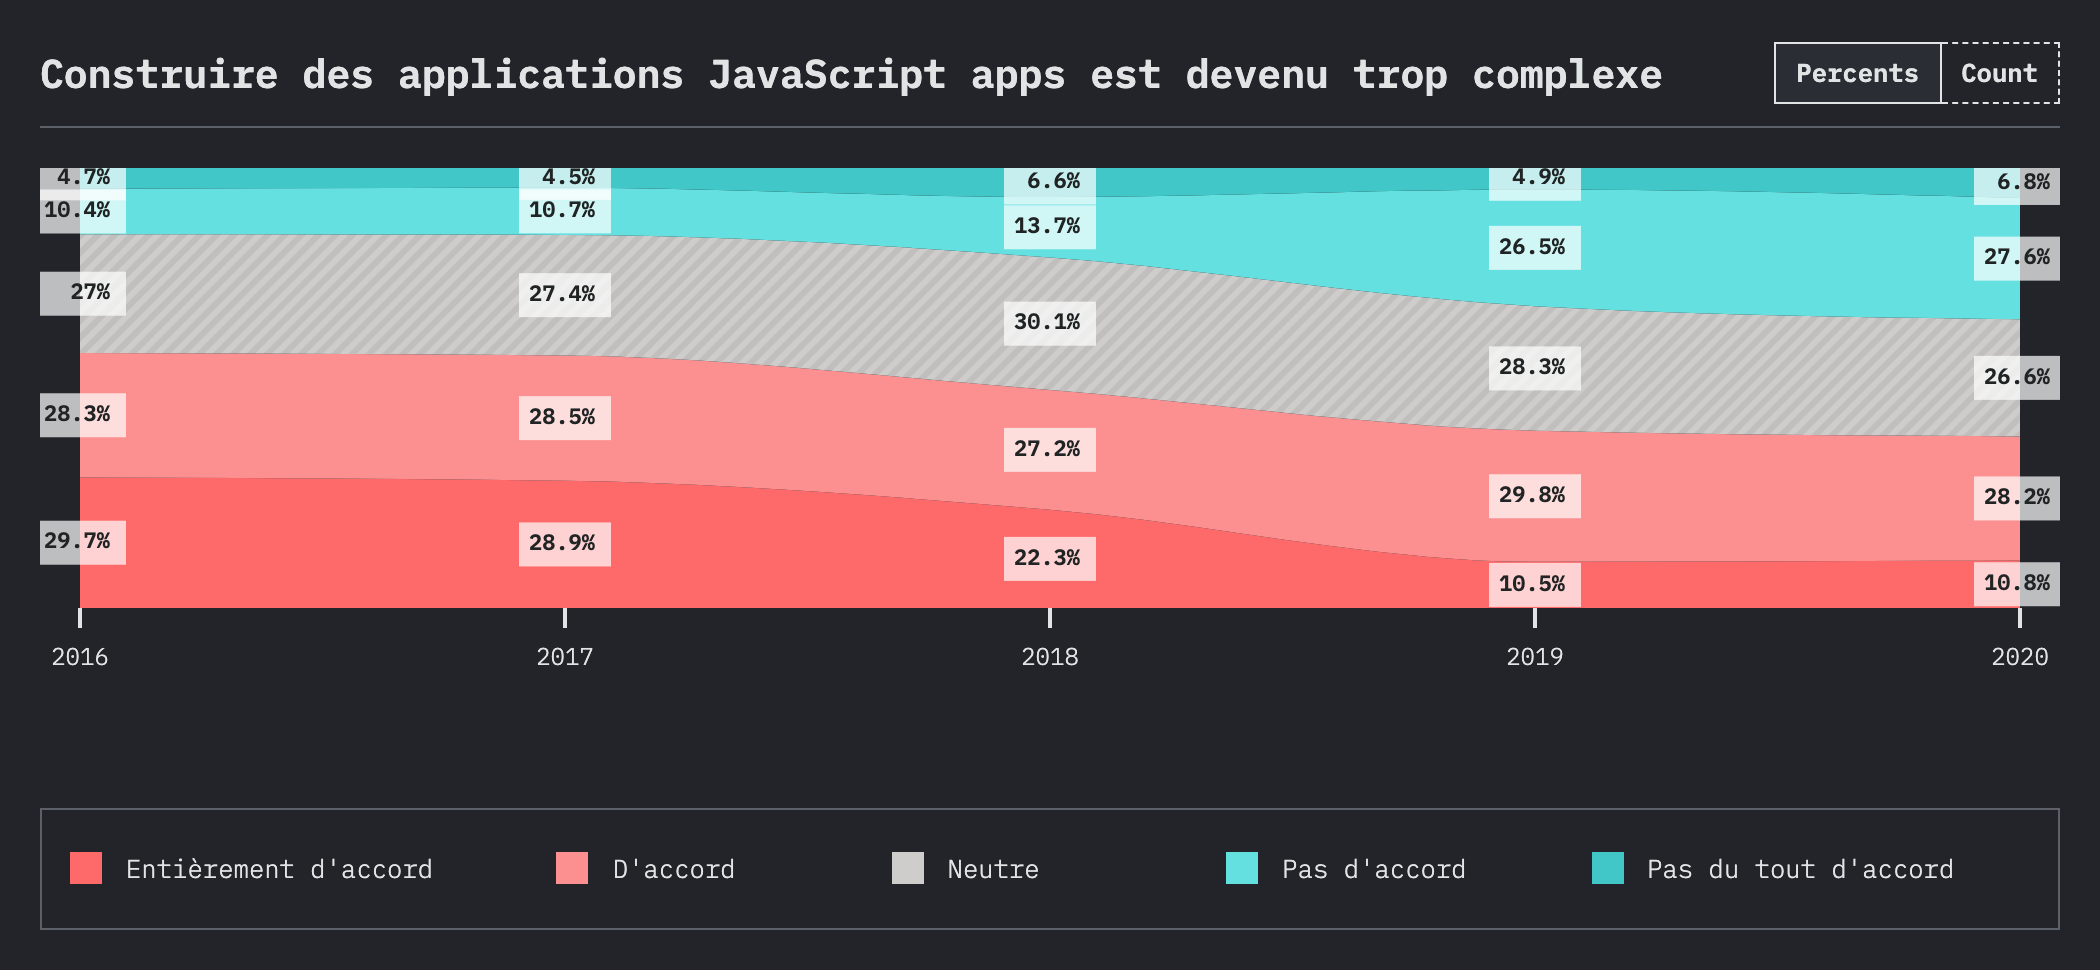 Construire des applications JavaScript apps est devenu trop complexe
Percents Count
4.7% 4.5% 6.6% 4.9% 6.8%
10.4% 10.7% 13.7% 26.5% 27.6%
27% 27.4% 30.1% 28.3% 26.6%
28.3% 28.5% 27.2% 29.8% 28.2%
29.7% 28.9% 22.3% 10.5% 10.8%
2016 2017 2018 2019 2020
Entièrement d'accord D'accord Neutre Pas d'accord Pas du tout d'accord